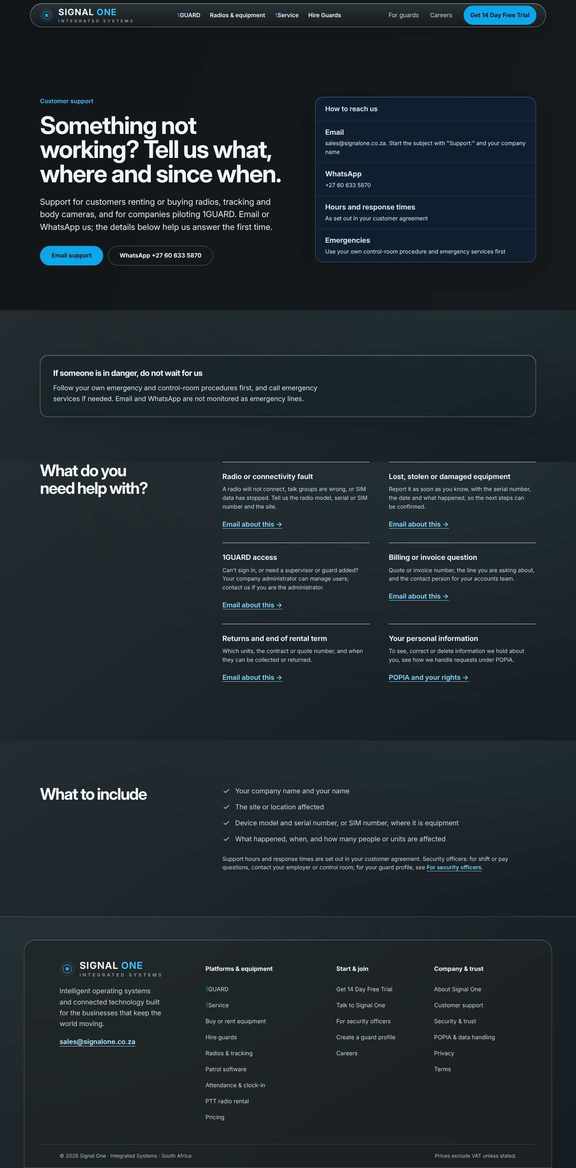 SIGNAL ONE
INTEGRATED SYSTEMS
1GUARD
Radios & equipment
1Service
Hire Guards
For guards
Careers
Get 14 Day Free Trial
Customer support
Something not
working? Tell us what,
where and since when.
Support for customers renting or buying radios, tracking and
body cameras, and for companies piloting 1GUARD. Email or
WhatsApp us; the details below help us answer the first time.
Email support
WhatsApp +27 60 633 5870
How to reach us
Email
sales@signalone.co.za. Start the subject with "Support:" and your company
name
WhatsApp
+27 60 633 5870
Hours and response times
As set out in your customer agreement
Emergencies
Use your own control-room procedure and emergency services first
If someone is in danger, do not wait for us
Follow your own emergency and control-room procedures first, and call emergency
services if needed. Email and WhatsApp are not monitored as emergency lines.
What do you
need help with?
Radio or connectivity fault
A radio will not connect, talk groups are wrong, or SIM
data has stopped. Tell us the radio model, serial or SIM
number and the site.
Email about this →
Lost, stolen or damaged equipment
Report it as soon as you know, with the serial number,
the date and what happened, so the next steps can
be confirmed.
Email about this →
1GUARD access
Can't sign in, or need a supervisor or guard added?
Your company administrator can manage users;
contact us if you are the administrator.
Email about this →
Billing or invoice question
Quote or invoice number, the line you are asking about,
and the contact person for your accounts team.
Email about this →
Returns and end of rental term
Which units, the contract or quote number, and when
they can be collected or returned.
Email about this →
Your personal information
To see, correct or delete information we hold about
you, see how we handle requests under POPIA.
POPIA and your rights →
What to include
✓ Your company name and your name
✓ The site or location affected
✓ Device model and serial number, or SIM number, where it is equipment
✓ What happened, when, and how many people or units are affected
Support hours and response times are set out in your customer agreement. Security officers: for shift or pay
questions, contact your employer or control room; for your guard profile, see For security officers.
SIGNAL ONE
INTEGRATED SYSTEMS
Intelligent operating systems
and connected technology built
for the businesses that keep the
world moving.
sales@signalone.co.za
Platforms & equipment
1GUARD
1Service
Buy or rent equipment
Hire guards
Radios & tracking
Patrol software
Attendance & clock-in
PTT radio rental
Pricing
Start & join
Get 14 Day Free Trial
Talk to Signal One
For security officers
Create a guard profile
Careers
Company & trust
About Signal One
Customer support
Security & trust
POPIA & data handling
Privacy
Terms
© 2026 Signal One · Integrated Systems · South Africa
Prices exclude VAT unless stated.